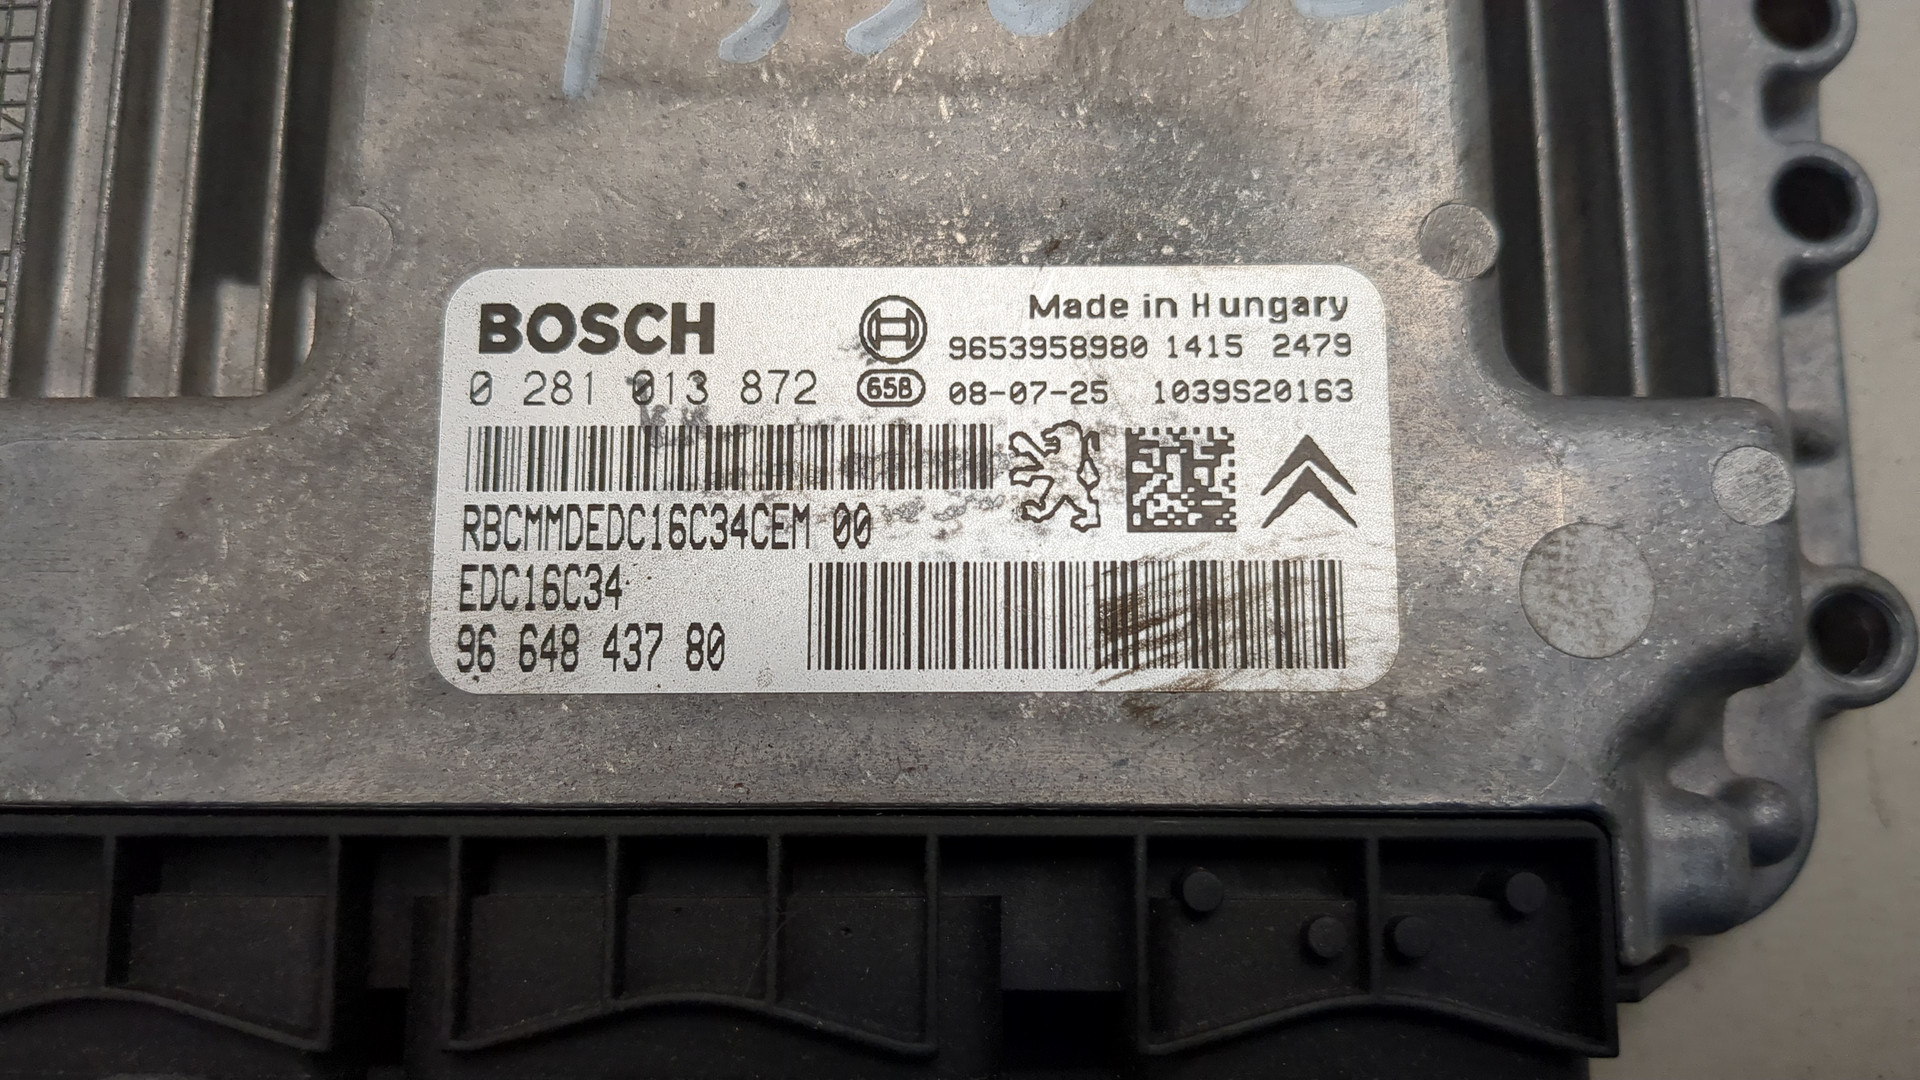 BOSCH
Made in Hungary
9653958980 1415 2479
0 281 013 872 658 08-07-25 1039S20163
RBCMMDEDC16C34CEM 00
EDC16C34
96 648 437 80